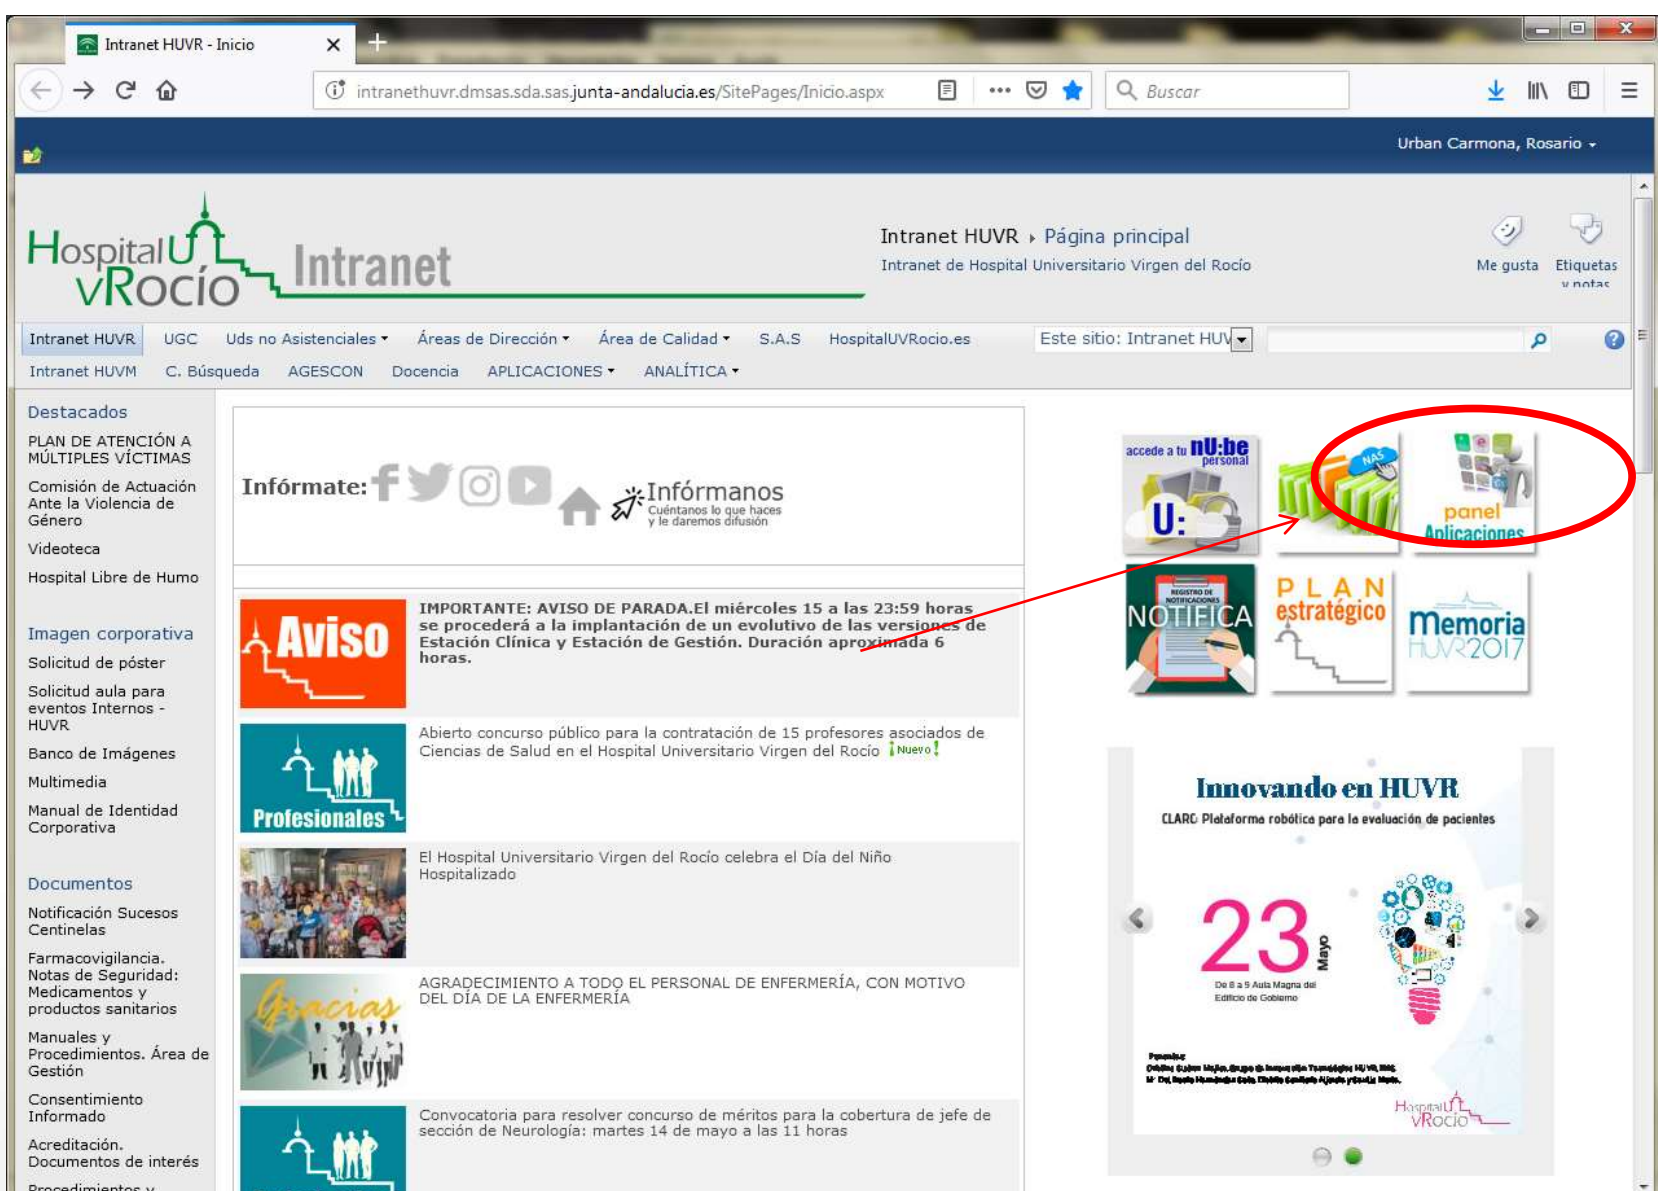 Intranet HUVR - Inicio
intranethuvr.dmsas.sda.sas.junta-andalucia.es/SitePages/Inicio.aspx
Buscar
Urban Carmona, Rosario
Hospital U
vRocío
Intranet
Intranet HUVR Página principal
Intranet de Hospital Universitario Virgen del Rocío
Me gusta
Etiquetas
y notas
Intranet HUVR UGC Uds no Asistenciales Áreas de Dirección Área de Calidad S.A.S HospitalUVRocio.es
Este sitio: Intranet HUV
Intranet HUVM C. Búsqueda AGESCON Docencia APLICACIONES ANALÍTICA
Destacados
PLAN DE ATENCIÓN A
MÚLTIPLES VÍCTIMAS
Comisión de Actuación
Ante la Violencia de
Género
Videoteca
Hospital Libre de Humo
Imagen corporativa
Solicitud de póster
Solicitud aula para
eventos Internos -
HUVR
Banco de Imágenes
Multimedia
Manual de Identidad
Corporativa
Documentos
Notificación Sucesos
Centinelas
Farmacovigilancia.
Notas de Seguridad:
Medicamentos y
productos sanitarios
Manuales y
Procedimientos. Área de
Gestión
Consentimiento
Informado
Acreditación.
Documentos de interés
Procedimientos y
Infórmate:
Infórmanos
Cuéntanos lo que haces
y le daremos difusión
Aviso
IMPORTANTE: AVISO DE PARADA.El miércoles 15 a las 23:59 horas
se procederá a la implantación de un evolutivo de las versiones de
Estación Clínica y Estación de Gestión. Duración aproximada 6
horas.
Profesionales
Abierto concurso público para la contratación de 15 profesores asociados de
Ciencias de Salud en el Hospital Universitario Virgen del Rocío ¡Nuevo!
El Hospital Universitario Virgen del Rocío celebra el Día del Niño
Hospitalizado
Gracias
AGRADECIMIENTO A TODO EL PERSONAL DE ENFERMERÍA, CON MOTIVO
DEL DÍA DE LA ENFERMERÍA
Convocatoria para resolver concurso de méritos para la cobertura de jefe de
sección de Neurología: martes 14 de mayo a las 11 horas
accede a tu nU:be
personal
U:
NAS
panel
Aplicaciones
REGISTRO DE
NOTIFICACIONES
NOTIFICA
PLAN
estratégico
Memoria
HUVR2017
Innovando en HUVR
CLARC Plataforma robótica para la evaluación de pacientes
23
Mayo
De 8 a 9 Aula Magna del
Edificio de Gobierno
Hospital U
vRocío